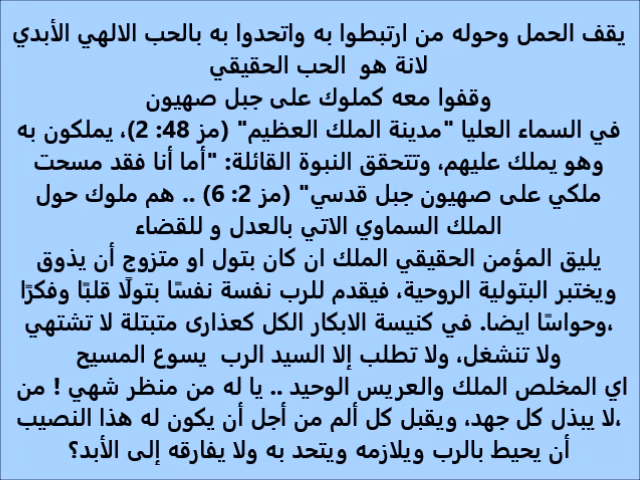 يقف الحمل وحوله من ارتبطوا به واتحدوا به بالحب الالهي الأبدي
لانة هو الحب الحقيقي
وقفوا معه كملوك على جبل صهيون
في السماء العليا "مدينة الملك العظيم" (مز 48: 2)، يملكون به
وهو يملك عليهم، وتتحقق النبوة القائلة: "أما أنا فقد مسحت
ملكي على صهيون جبل قدسي" (مز 2: 6) .. هم ملوك حول
الملك السماوي الاتي بالعدل و للقضاء
يليق المؤمن الحقيقي الملك ان كان بتول او متزوج أن يذوق
ويختبر البتولية الروحية، فيقدم للرب نفسة نفسًا بتولًا قلبًا وفكرًا
،وحواسًا ايضا. في كنيسة الابكار الكل كعذارى متبتلة لا تشتهي
ولا تنشغل، ولا تطلب إلا السيد الرب يسوع المسيح
اي المخلص الملك والعريس الوحيد .. يا له من منظر شهي ! من
،لا يبذل كل جهد، ويقبل كل ألم من أجل أن يكون له هذا النصيب
أن يحيط بالرب ويلازمه ويتحد به ولا يفارقه إلى الأبد؟